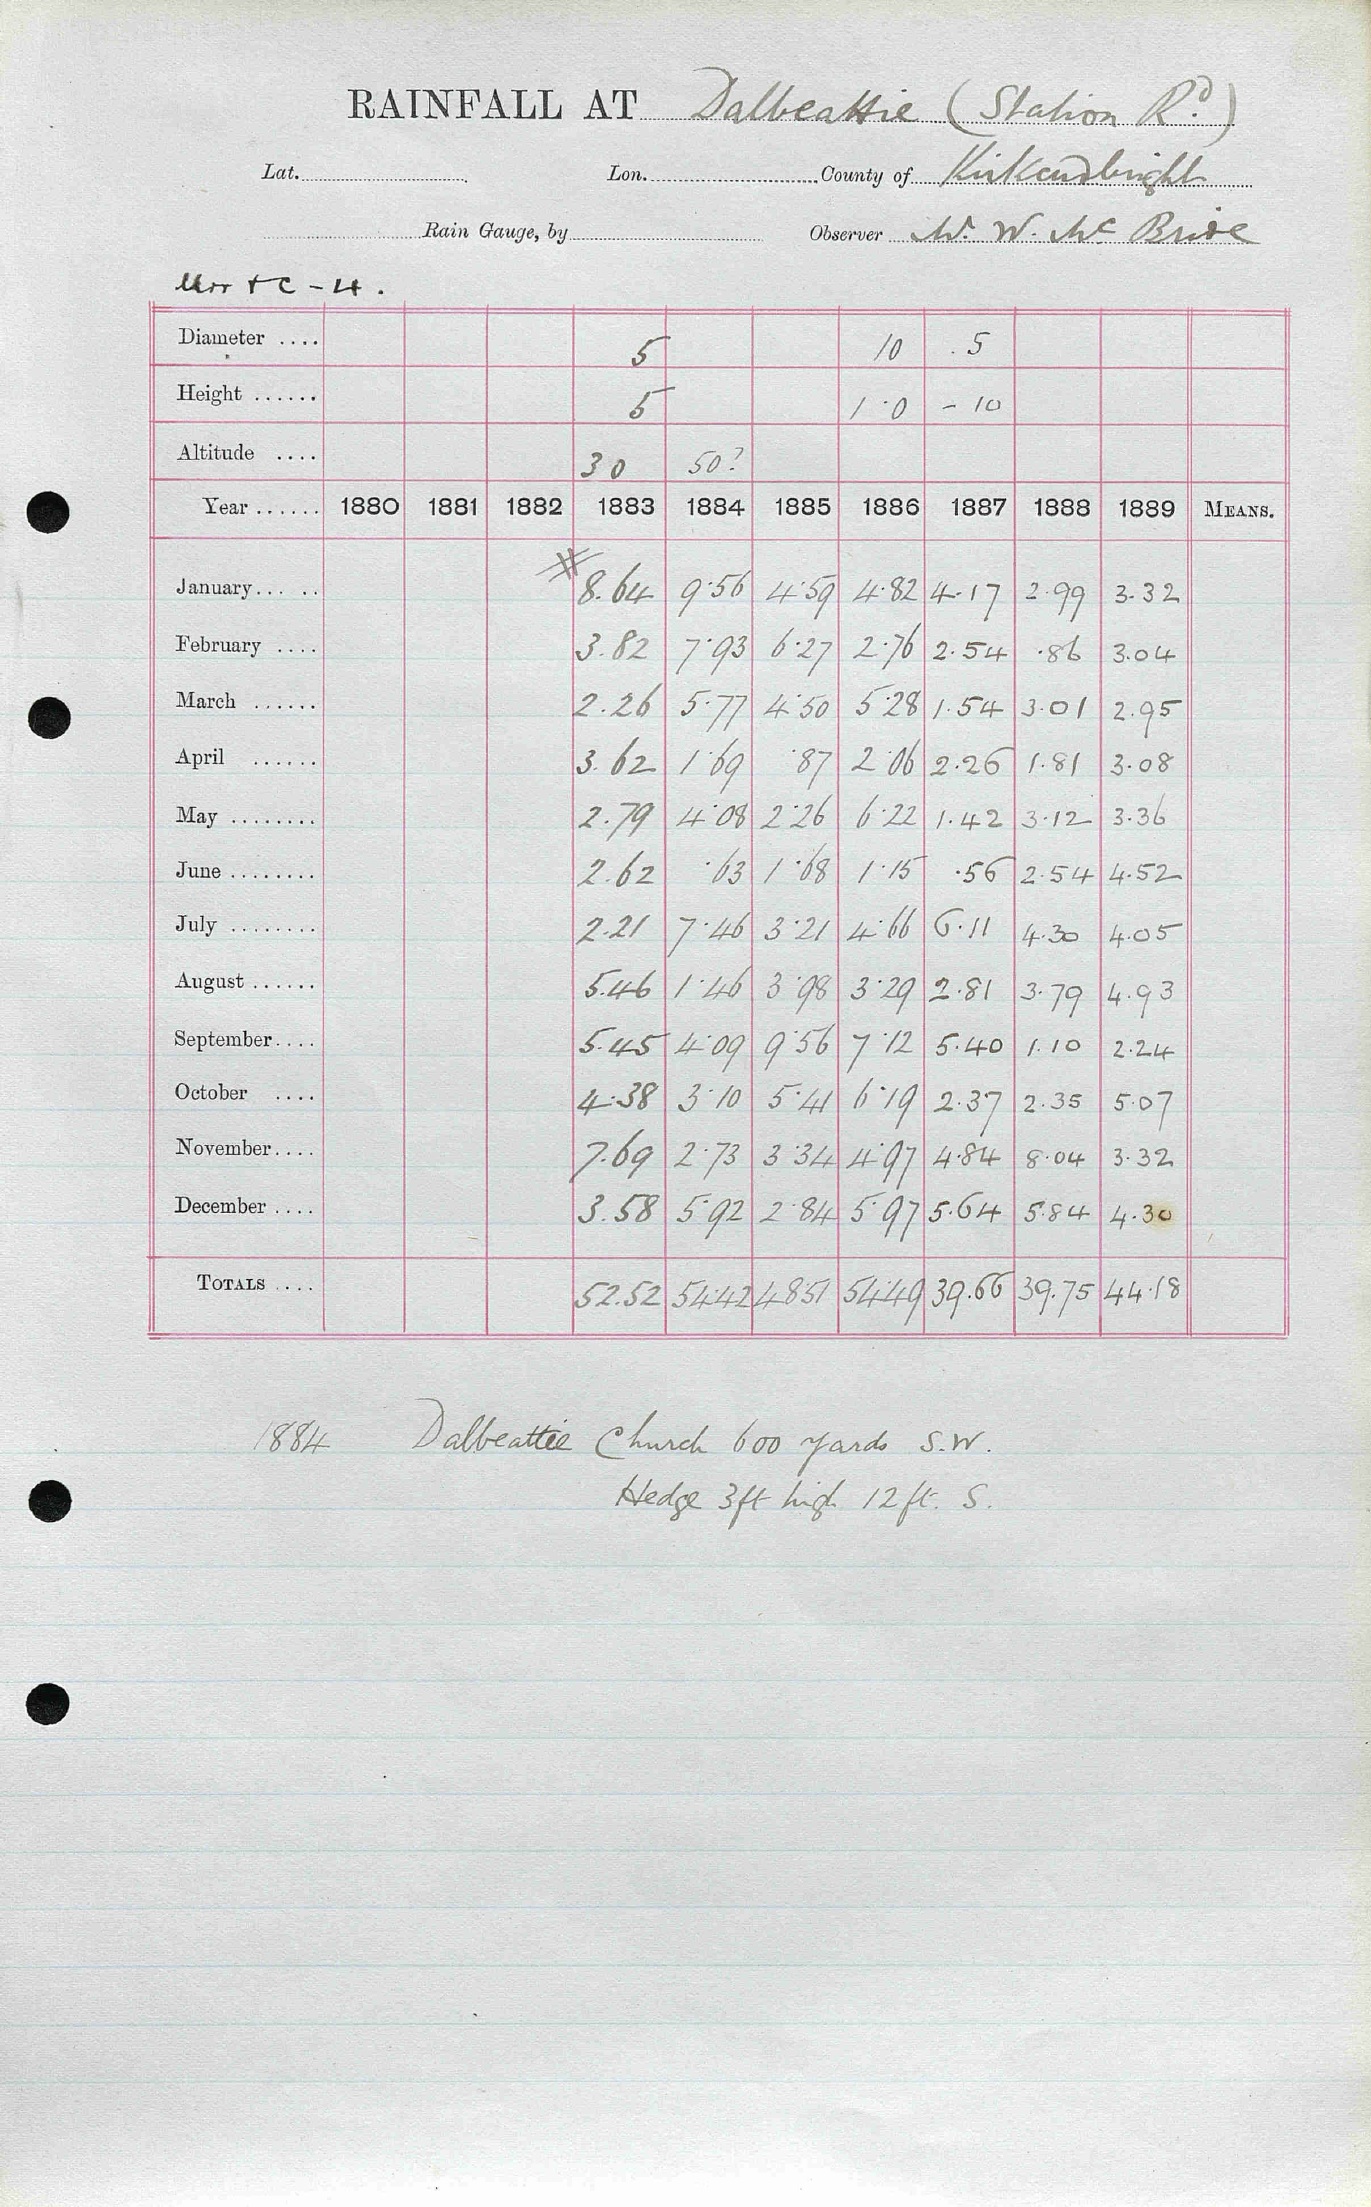 RAINFALL AT Dalbeattie (Station Rd.)
Lat. Lon. County of Kirkcudbright
Rain Gauge, by Observer Mr. W. Mc Bride
+ C - 4.
Diameter .... 5 10 5
Height ...... 5 1·0 - 10
Altitude .... 30 50?
Year ...... 1880 1881 1882 1883 1884 1885 1886 1887 1888 1889 MEANS.
January... .. # 8.64 9·56 4·59 4·82 4.17 2.99 3.32
February .... 3.82 7·93 6·27 2·76 2.54 .86 3.04
March ...... 2.26 5·77 4·50 5·28 1.54 3.01 2.95
April ...... 3.62 1·69 ·87 2·06 2.26 1.81 3.08
May ........ 2.79 4·08 2·26 6·22 1.42 3.12 3.36
June ........ 2.62 ·63 1·68 1·15 .56 2.54 4.52
July ........ 2.21 7·46 3·21 4·66 6.11 4.30 4.05
August ...... 5.46 1·46 3·98 3·29 2.81 3.79 4.93
September.... 5.45 4·09 9·56 7·12 5.40 1.10 2.24
October .... 4.38 3·10 5·41 6·19 2.37 2.35 5.07
November.... 7.69 2·73 3·34 4·97 4.84 8.04 3.32
December .... 3.58 5·92 2·84 5·97 5.64 5.84 4.30
TOTALS .... 52.52 54·42 48·51 54·49 39.66 39.75 44.18
1884 Dalbeattie Church 600 yards S.W.
Hedge 3ft high 12ft. S.